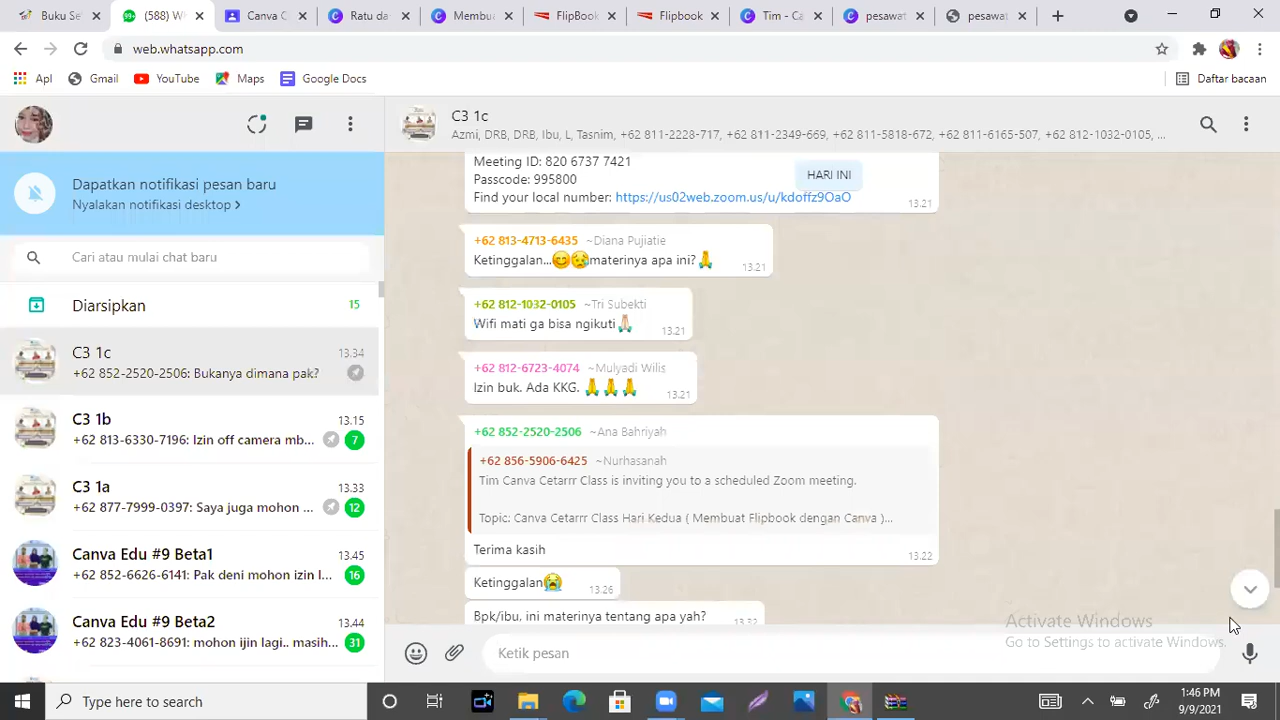 Buku Se
(588) Wh
Canva C
Ratu da
Membua
FlipBook
Flipbook
Tim - Ca
pesawat
pesawat
web.whatsapp.com
Apl
Gmail
YouTube
Maps
Google Docs
Daftar bacaan
C3 1c
Azmi, DRB, DRB, Ibu, L, Tasnim, +62 811-2228-717, +62 811-2349-669, +62 811-5818-672, +62 811-6165-507, +62 812-1032-0105, ...
Dapatkan notifikasi pesan baru
Nyalakan notifikasi desktop >
Cari atau mulai chat baru
Diarsipkan
15
C3 1c
13.34
+62 852-2520-2506: Bukanya dimana pak?
C3 1b
13.15
+62 813-6330-7196: Izin off camera mb...
7
C3 1a
13.33
+62 877-7999-0397: Saya juga mohon ...
12
Canva Edu #9 Beta1
13.45
+62 852-6626-6141: Pak deni mohon izin l...
16
Canva Edu #9 Beta2
13.44
+62 823-4061-8691: mohon ijin lagi.. masih...
31
Meeting ID: 820 6737 7421
HARI INI
Passcode: 995800
Find your local number: https://us02web.zoom.us/u/kdoffz9OaO
13.21
+62 813-4713-6435 ~Diana Pujiatie
Ketinggalan...😊😥materinya apa ini?🙏
13.21
+62 812-1032-0105 ~Tri Subekti
Wifi mati ga bisa ngikuti🙏🏻
13.21
+62 812-6723-4074 ~Mulyadi Wilis
Izin buk. Ada KKG. 🙏🙏🙏
13.21
+62 852-2520-2506 ~Ana Bahriyah
+62 856-5906-6425 ~Nurhasanah
Tim Canva Cetarrr Class is inviting you to a scheduled Zoom meeting.
Topic: Canva Cetarrr Class Hari Kedua ( Membuat Flipbook dengan Canva )...
Terima kasih
13.22
Ketinggalan😭
13.26
Bpk/ibu, ini materinya tentang apa yah?
13.32
Activate Windows
Go to Settings to activate Windows.
Ketik pesan
Type here to search
1:46 PM
9/9/2021